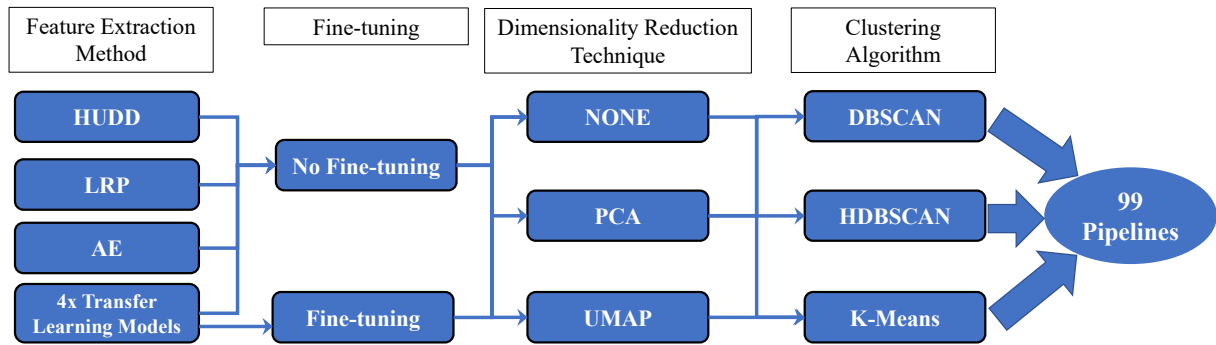 Feature Extraction
Method
Fine-tuning
Dimensionality Reduction
Technique
Clustering
Algorithm
HUDD
LRP
AE
4x Transfer
Learning Models
No Fine-tuning
Fine-tuning
NONE
PCA
UMAP
DBSCAN
HDBSCAN
K-Means
99
Pipelines